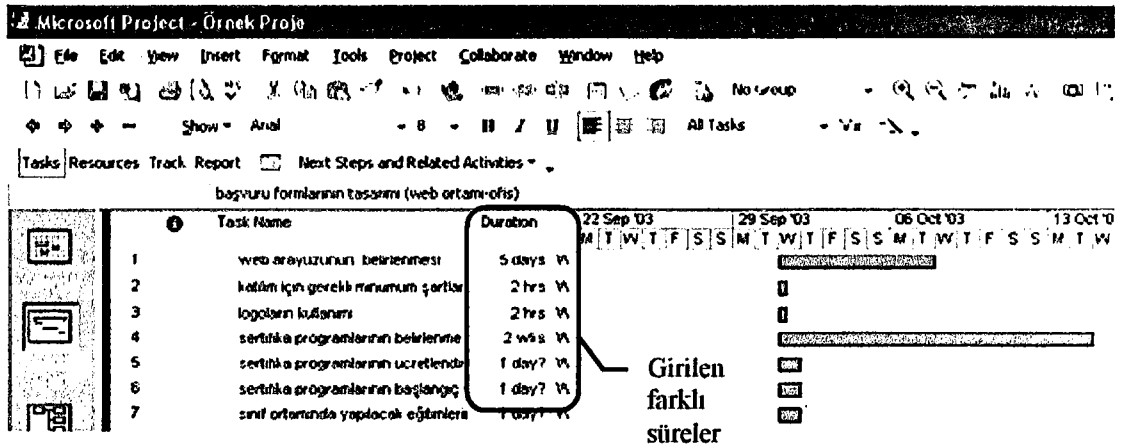 Microsoft Project - Örnek Proje
File Edit View Insert Format Tools Project Collaborate Window Help
No Group
Show Arial 8 B I U All Tasks
Tasks Resources Track Report Next Steps and Related Activities
başvuru formlarının tasarımı (web ortamı-ofis)
Task Name Duration 22 Sep '03 29 Sep '03 06 Oct '03 13 Oct '0
M T W T F S S M T W T F S S M T W T F S S M T W
1 web arayuzunun belirlenmesi 5 days
2 katılım için gerekli minumum şartlar 2 hrs
3 logoların kullanımı 2 hrs
4 sertifika programlarının belirlenme 2 wks
5 sertifika programlarının ucretlendir 1 day?
6 sertifika programlarının başlangıç 1 day?
7 sınıf ortamında yapılacak eğitimlerin 1 day?
Girilen
farklı
süreler